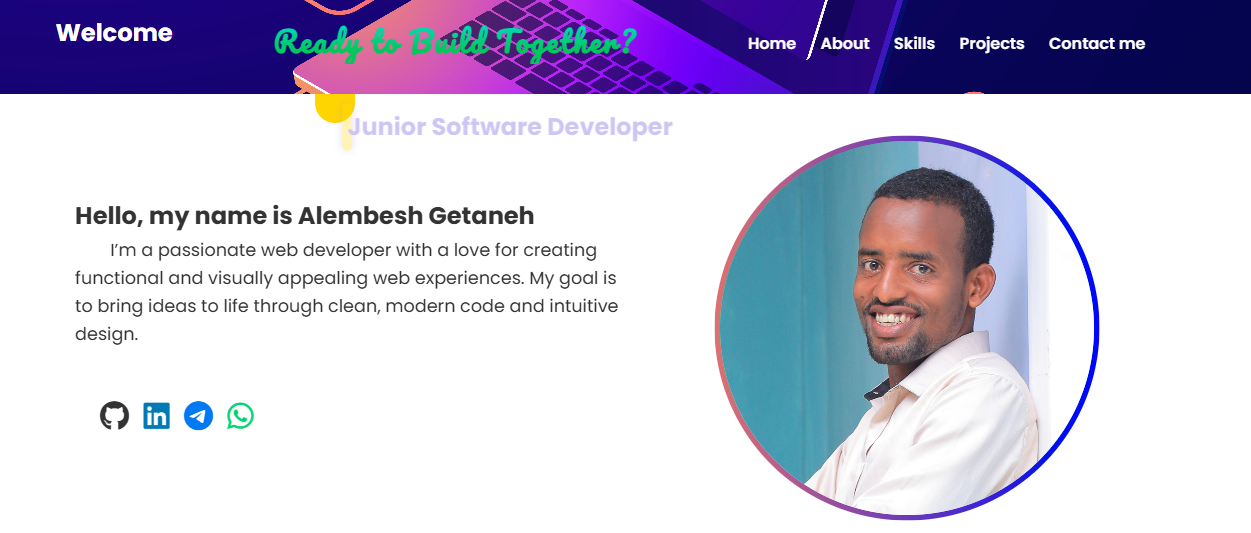 Welcome
Ready to Build Together?
Home About Skills Projects Contact me
Junior Software Developer
Hello, my name is Alembesh Getaneh
I’m a passionate web developer with a love for creating
functional and visually appealing web experiences. My goal is
to bring ideas to life through clean, modern code and intuitive
design.
in